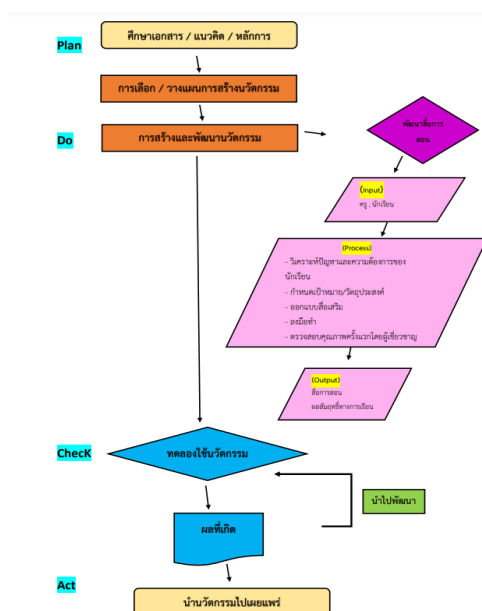 Plan
ศึกษาเอกสาร / แนวคิด / หลักการ
การเลือก / วางแผนการสร้างนวัตกรรม
Do
การสร้างและพัฒนานวัตกรรม
พัฒนาสื่อการ
สอน
(Input)
ครู , นักเรียน
(Process)
- วิเคราะห์ปัญหาและความต้องการของ
นักเรียน
- กำหนดเป้าหมาย/วัตถุประสงค์
- ออกแบบสื่อเสริม
- ลงมือทำ
- ตรวจสอบคุณภาพครั้งแรกโดยผู้เชี่ยวชาญ
(Output)
สื่อการสอน
ผลสัมฤทธิ์ทางการเรียน
ChecK
ทดลองใช้นวัตกรรม
นำไปพัฒนา
ผลที่เกิด
Act
นำนวัตกรรมไปเผยแพร่